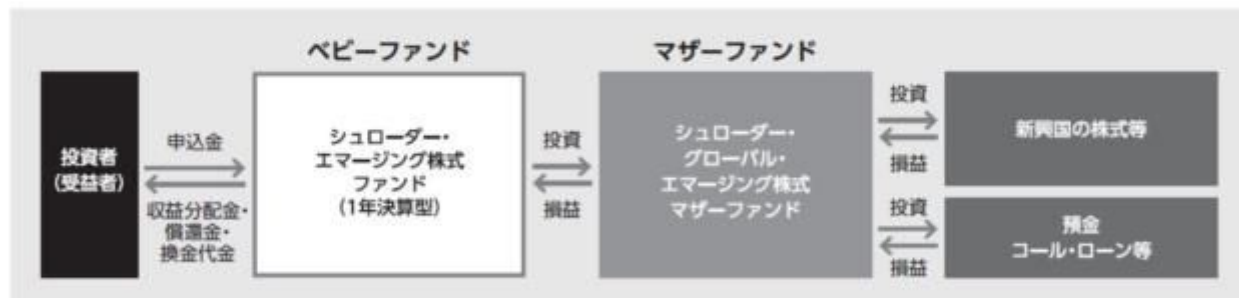 ベビーファンド
マザーファンド
投資者
(受益者)
申込金
収益分配金・
償還金・
換金代金
シュローダー・
エマージング株式
ファンド
(1年決算型)
投資
損益
シュローダー・
グローバル・
エマージング株式
マザーファンド
投資
損益
新興国の株式等
投資
損益
預金
コール・ローン等